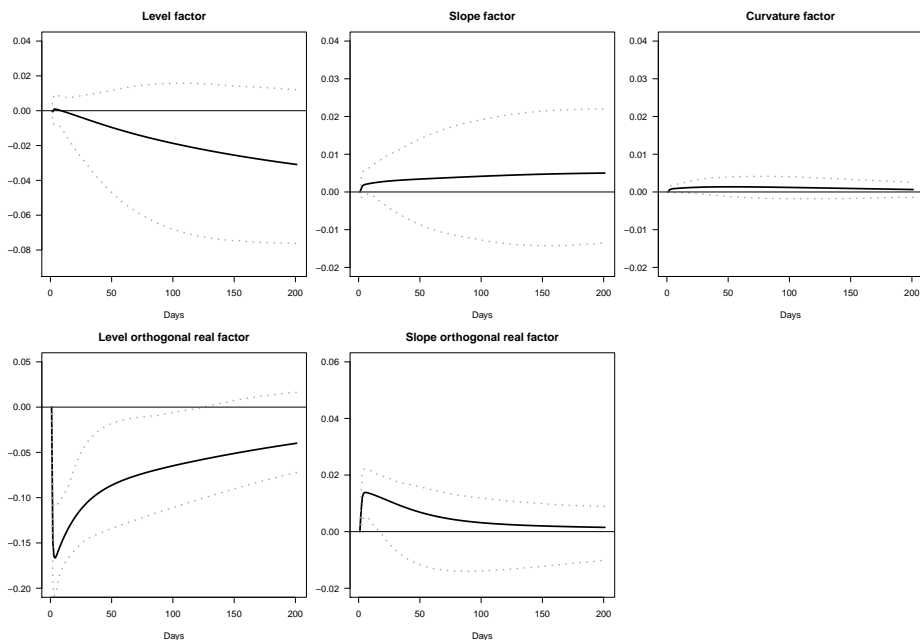 Level factor
0.04
0.02
0.00
−0.02
−0.04
−0.06
−0.08
0 50 100 150 200
Days
Slope factor
0.04
0.03
0.02
0.01
0.00
−0.01
−0.02
0 50 100 150 200
Days
Curvature factor
0.04
0.03
0.02
0.01
0.00
−0.01
−0.02
0 50 100 150 200
Days
Level orthogonal real factor
0.05
0.00
−0.05
−0.10
−0.15
−0.20
0 50 100 150 200
Days
Slope orthogonal real factor
0.06
0.04
0.02
0.00
−0.02
0 50 100 150 200
Days